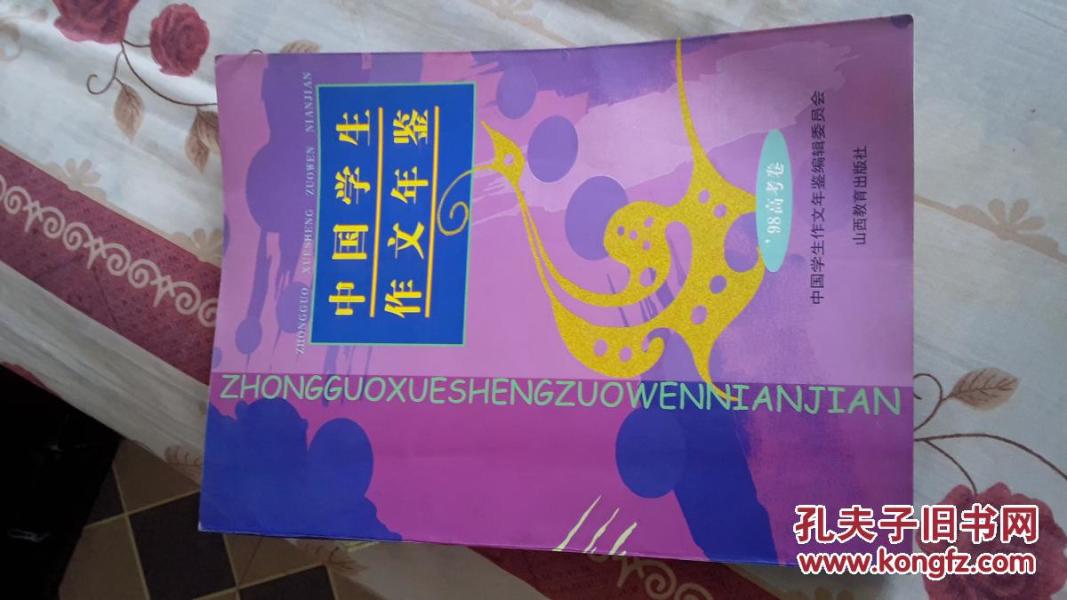 ZHONGGUO XUESHENG ZUOWEN NIANJIAN
中国学生
作文年鉴
'98高考卷
中国学生作文年鉴编辑委员会
山西教育出版社
ZHONGGUOXUESHENGZUOWENNIANJIAN
孔夫子旧书网
www.kongfz.com